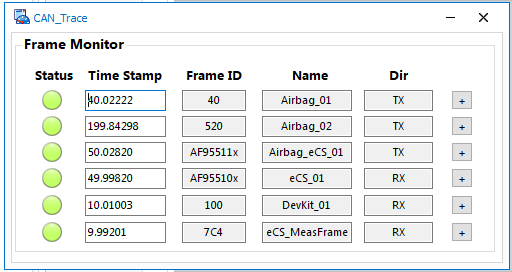 CAN_Trace
Frame Monitor
Status Time Stamp Frame ID Name Dir
40.02222 40 Airbag_01 TX +
199.84298 520 Airbag_02 TX +
50.02820 AF95511x Airbag_eCS_01 TX +
49.99820 AF95510x eCS_01 RX +
10.01003 100 DevKit_01 RX +
9.99201 7C4 eCS_MeasFrame RX +